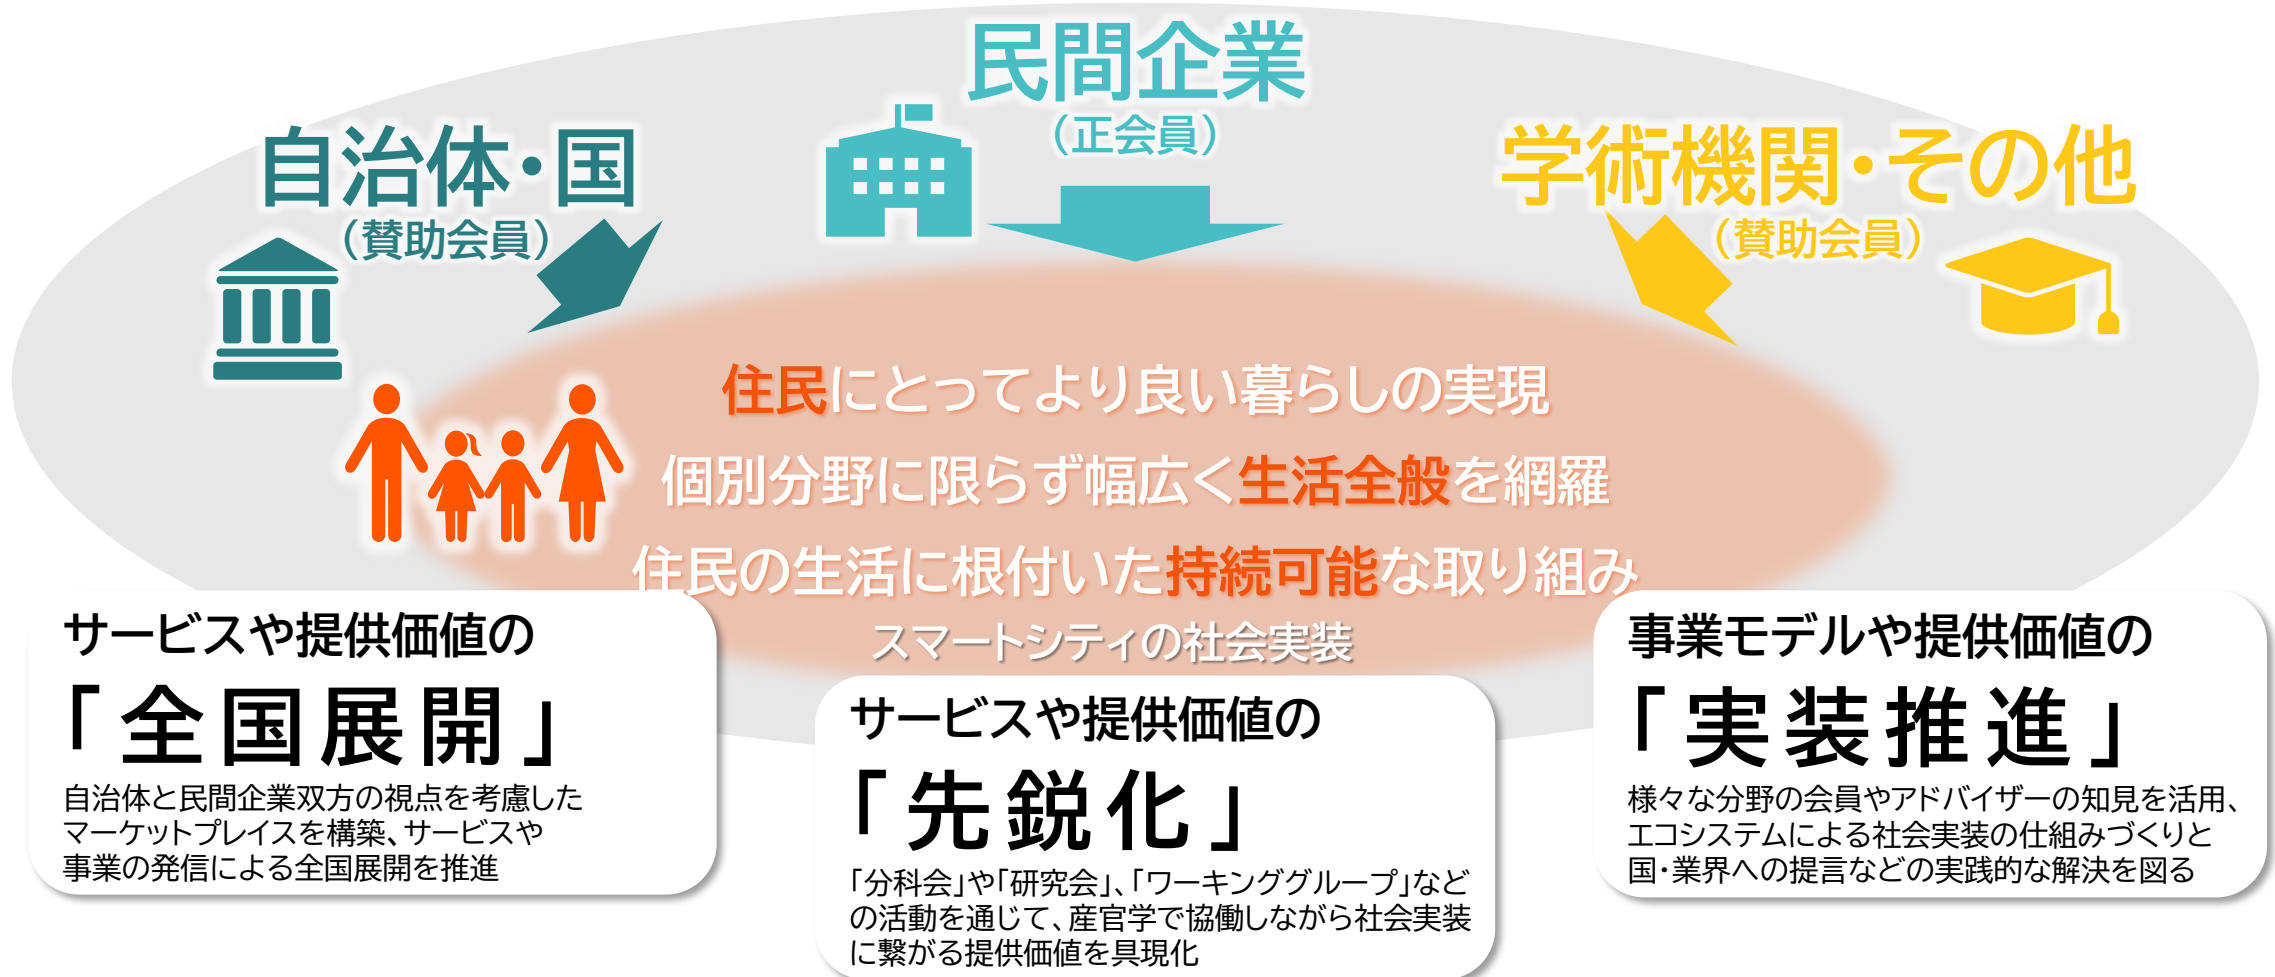 民間企業
（正会員）
自治体・国
（賛助会員）
学術機関・その他
（賛助会員）
住民にとってより良い暮らしの実現
個別分野に限らず幅広く生活全般を網羅
住民の生活に根付いた持続可能な取り組み
スマートシティの社会実装
サービスや提供価値の
「全国展開」
自治体と民間企業双方の視点を考慮した
マーケットプレイスを構築、サービスや
事業の発信による全国展開を推進
サービスや提供価値の
「先鋭化」
「分科会」や「研究会」、「ワーキンググループ」など
の活動を通じて、産官学で協働しながら社会実装
に繋がる提供価値を具現化
事業モデルや提供価値の
「実装推進」
様々な分野の会員やアドバイザーの知見を活用、
エコシステムによる社会実装の仕組みづくりと
国・業界への提言などの実践的な解決を図る